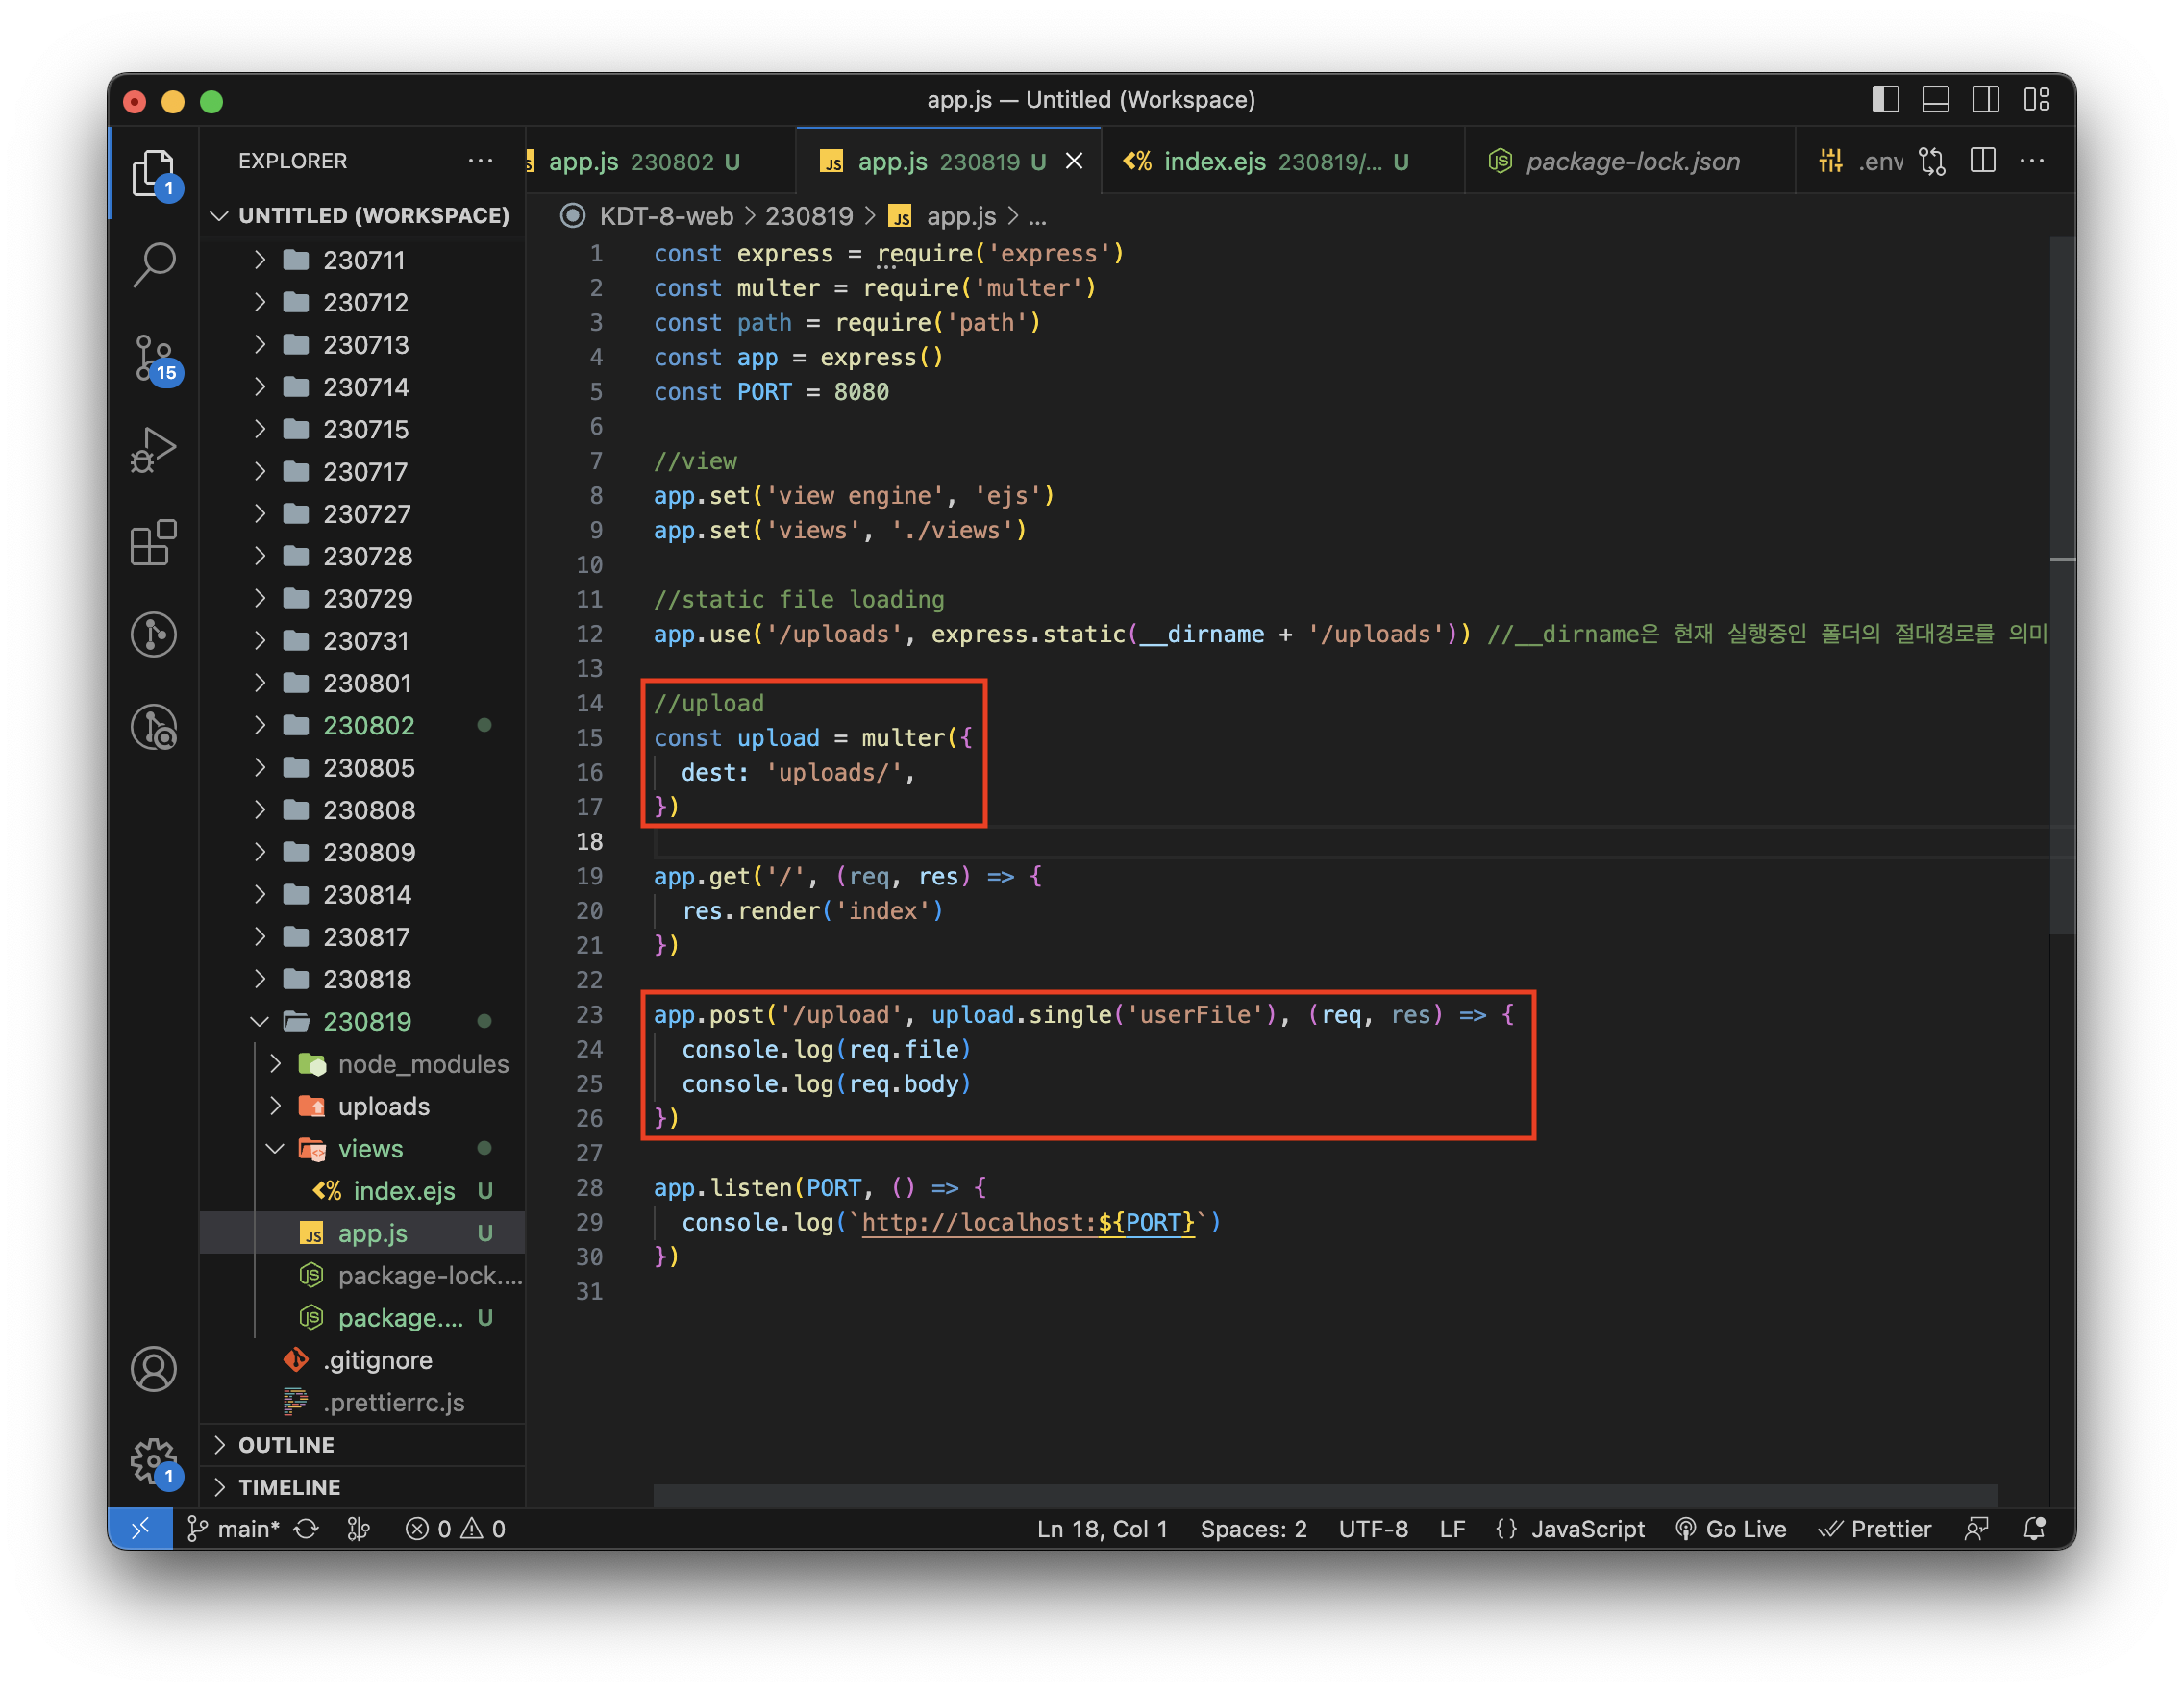 app.js — Untitled (Workspace)
EXPLORER
app.js 230802 U
JS app.js 230819 U
index.ejs 230819/... U
package-lock.json
.env
UNTITLED (WORKSPACE)
KDT-8-web > 230819 > JS app.js > ...
230711
230712
230713
230714
230715
230717
230727
230728
230729
230731
230801
230802
230805
230808
230809
230814
230817
230818
230819
node_modules
uploads
views
index.ejs U
JS app.js U
package-lock....
package.... U
.gitignore
.prettierrc.js
OUTLINE
TIMELINE
1
15
1
1 const express = require('express')
2 const multer = require('multer')
3 const path = require('path')
4 const app = express()
5 const PORT = 8080
6
7 //view
8 app.set('view engine', 'ejs')
9 app.set('views', './views')
10
11 //static file loading
12 app.use('/uploads', express.static(__dirname + '/uploads')) //__dirname은 현재 실행중인 폴더의 절대경로를 의미
13
14 //upload
15 const upload = multer({
16 dest: 'uploads/',
17 })
18
19 app.get('/', (req, res) => {
20 res.render('index')
21 })
22
23 app.post('/upload', upload.single('userFile'), (req, res) => {
24 console.log(req.file)
25 console.log(req.body)
26 })
27
28 app.listen(PORT, () => {
29 console.log(`http://localhost:${PORT}`)
30 })
31
main* 0 0 Ln 18, Col 1 Spaces: 2 UTF-8 LF {} JavaScript Go Live Prettier